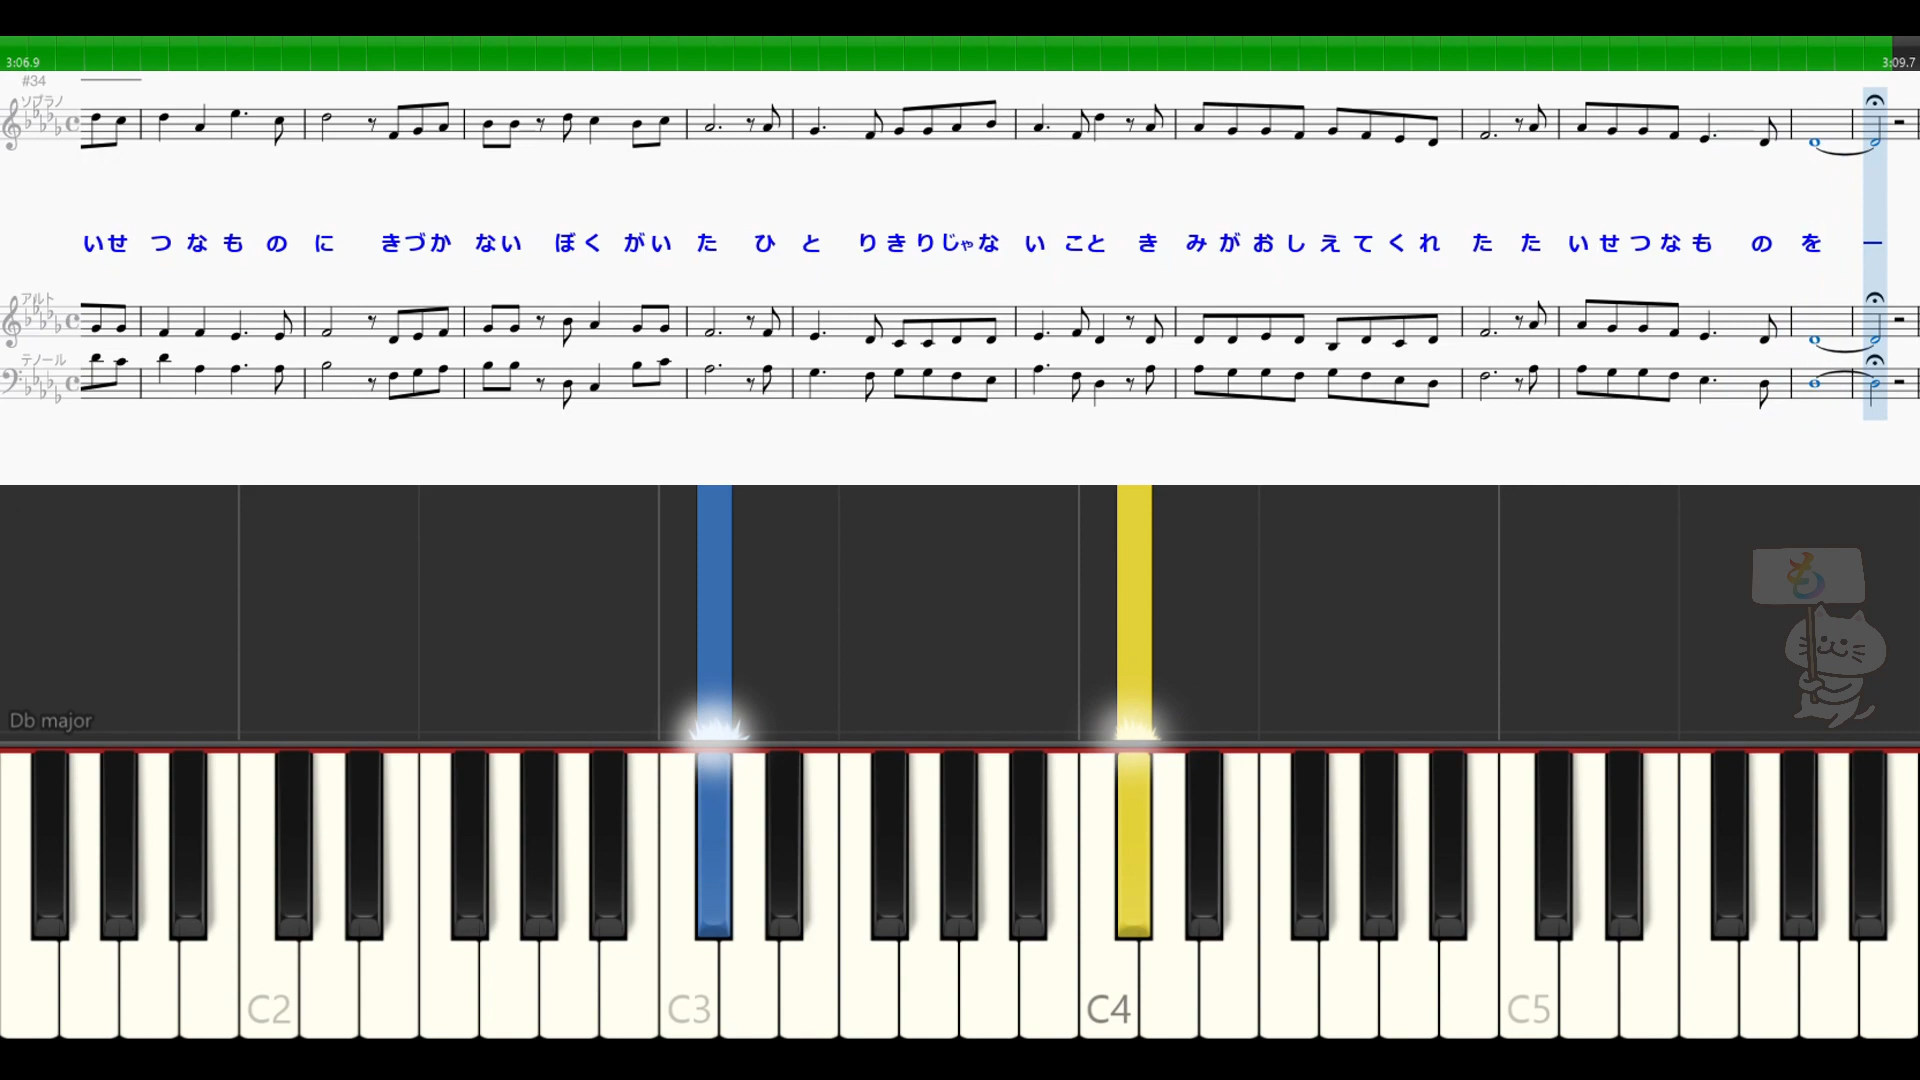 3:06.9
3:09.7
#34
ソプラノ
いせ つ な も の に きづか ない ぼく がい た ひ と りきりじゃな い こと き み が お し え て く れ た た い せ つ な も の を ー
アルト
テノール
も
Db major
C2
C3
C4
C5